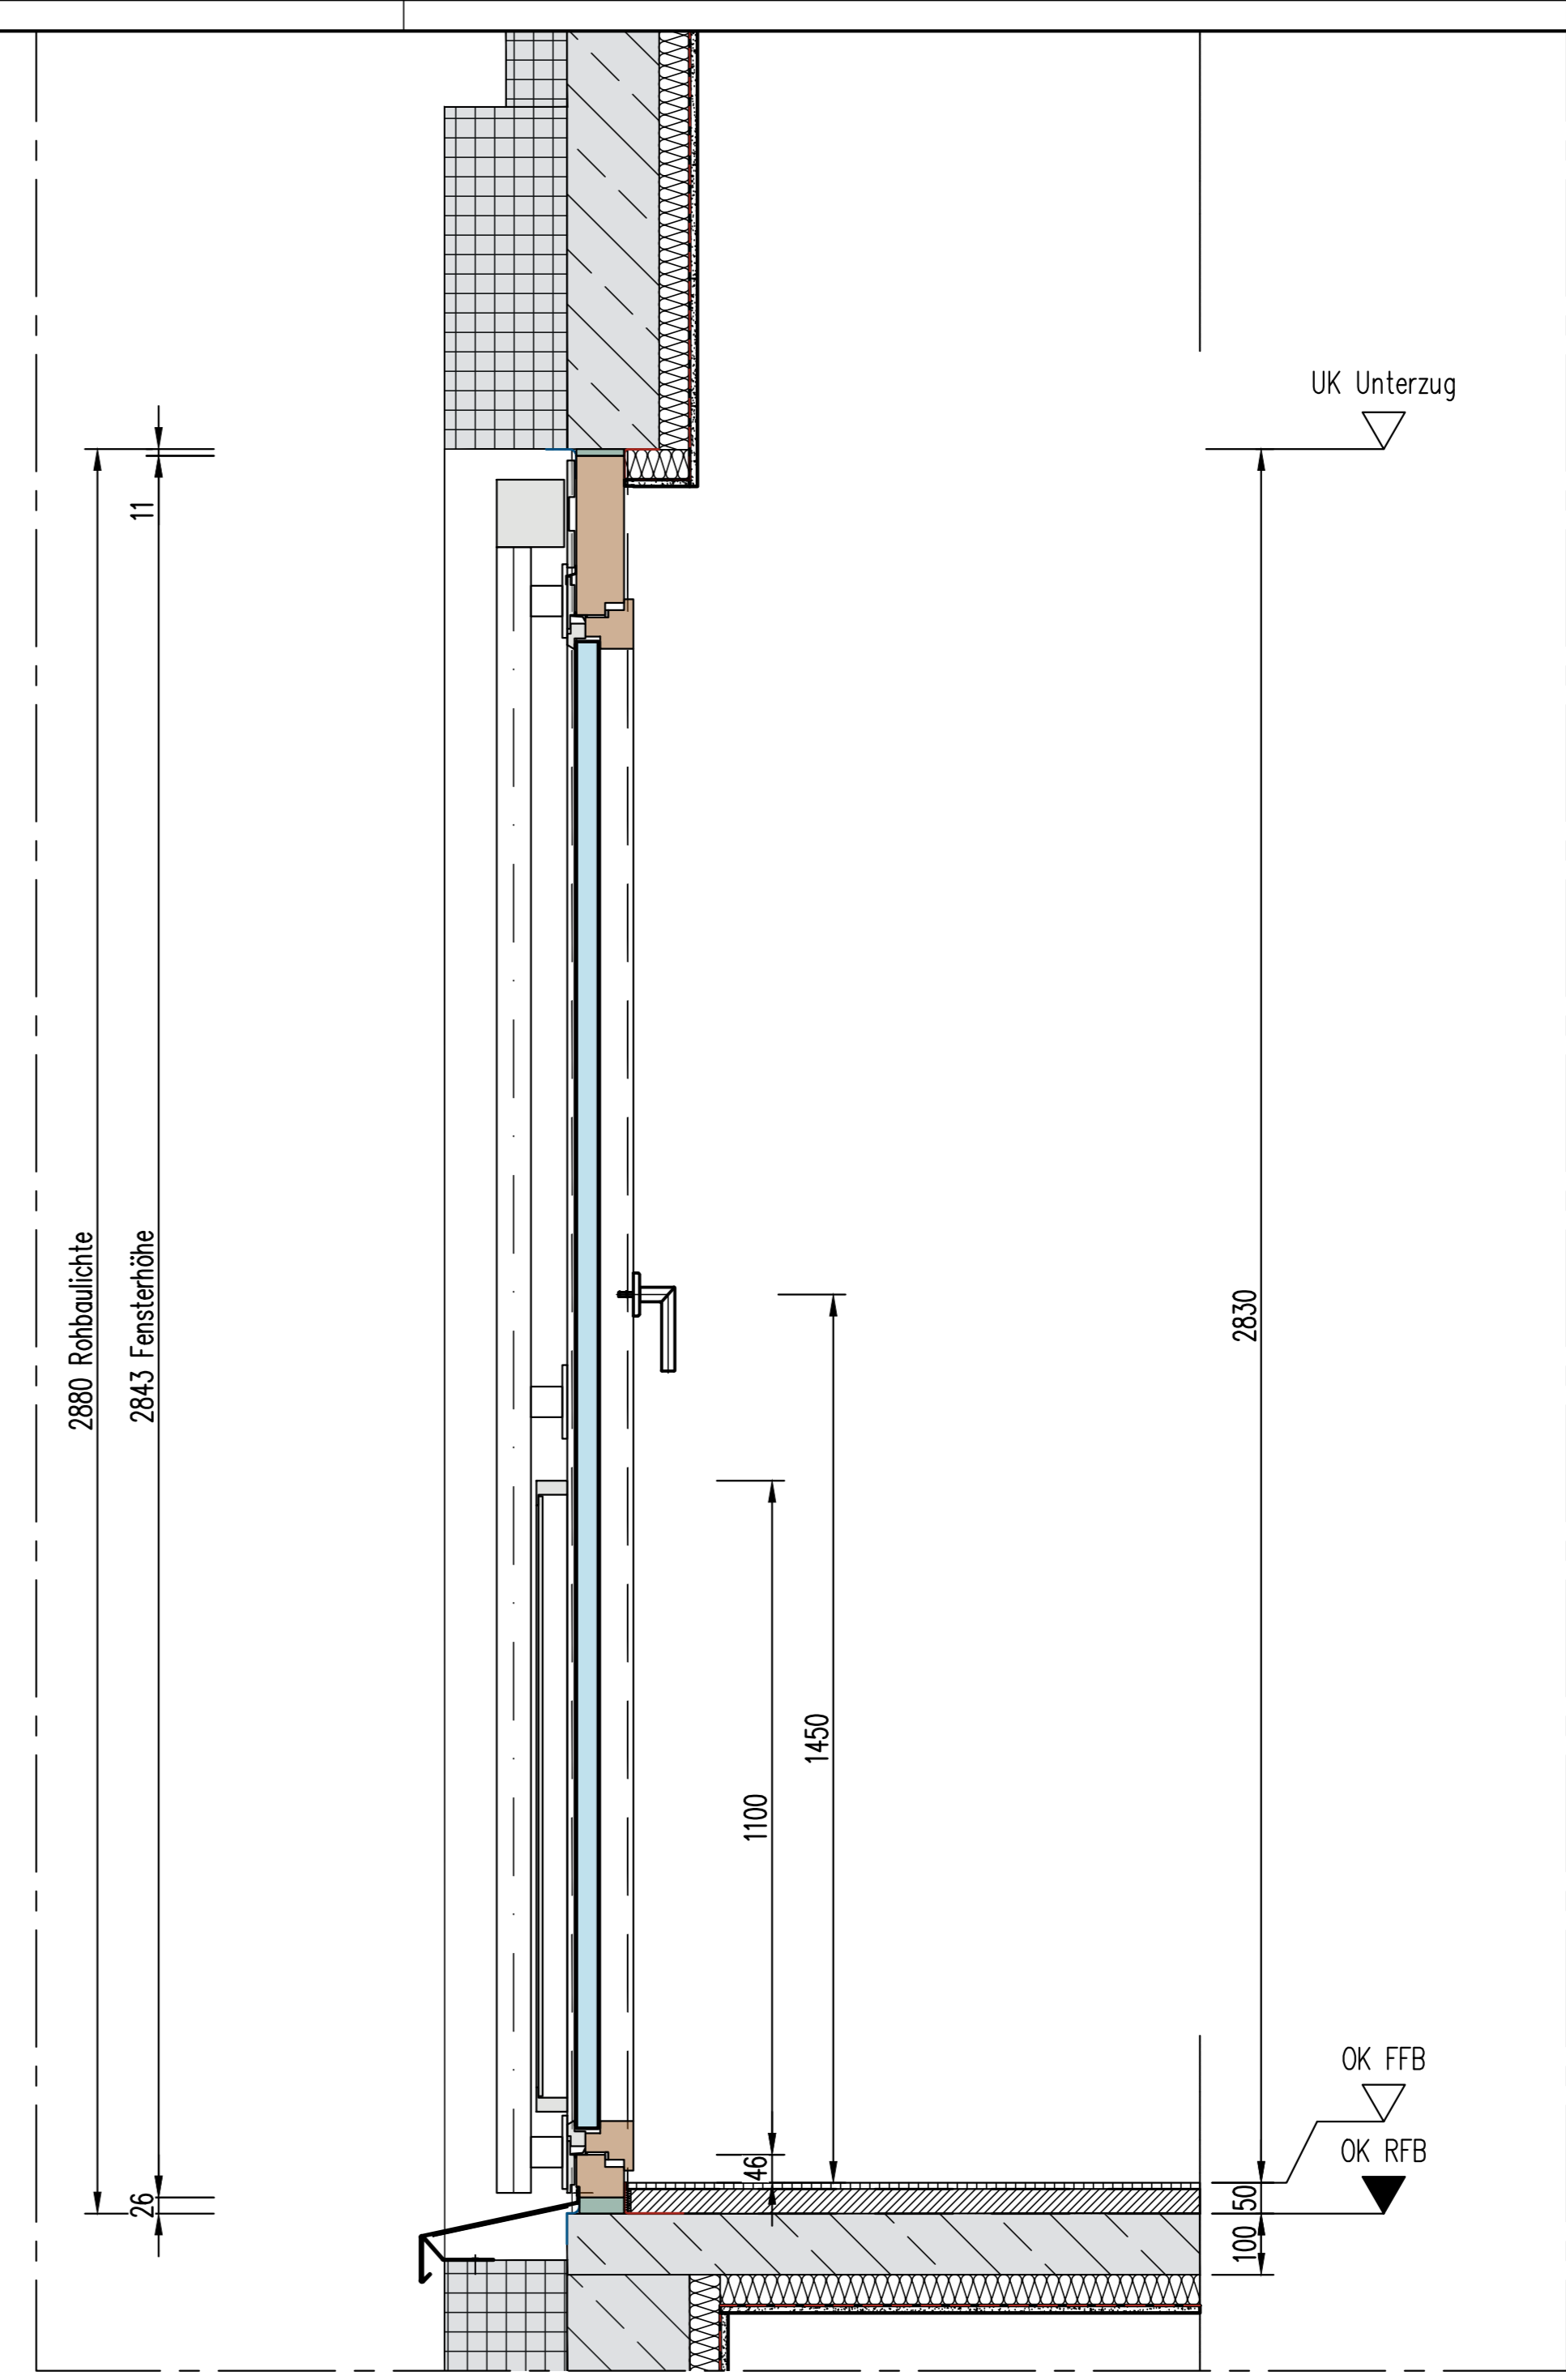 UK Unterzug
11
2880 Rohbaulichte
2843 Fensterhöhe
2830
1450
1100
OK FFB
OK RFB
46
26
50
100